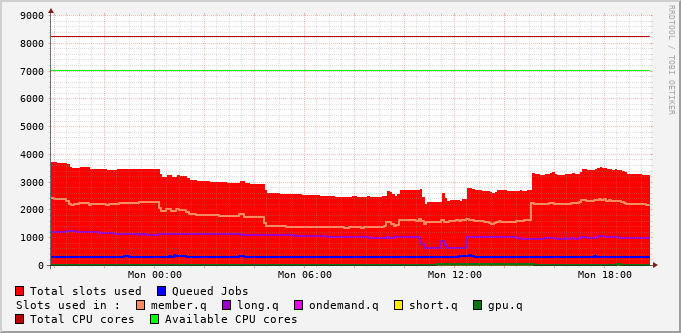 RRDTOOL / TOBI OETIKER
9000
8000
7000
6000
5000
4000
3000
2000
1000
0
Mon 00:00 Mon 06:00 Mon 12:00 Mon 18:00
Total slots used Queued Jobs
Slots used in : member.q long.q ondemand.q short.q gpu.q
Total CPU cores Available CPU cores